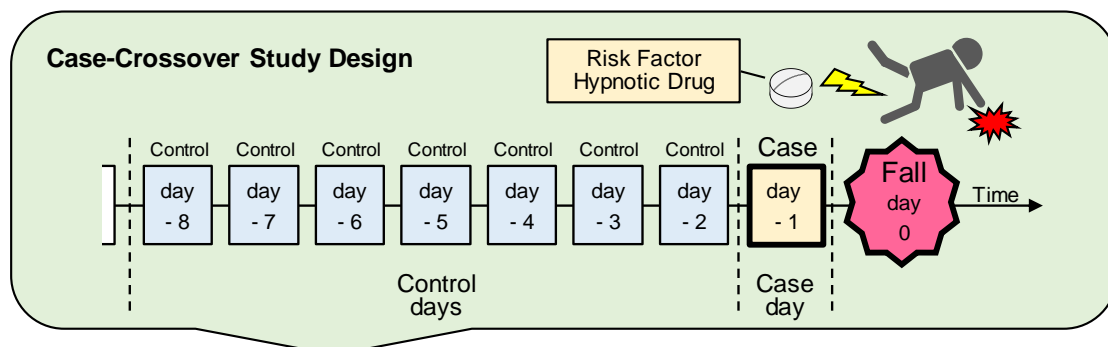 Case-Crossover Study Design
Risk Factor
Hypnotic Drug
Control Control Control Control Control Control Control Case
day day day day day day day day Fall
- 8 - 7 - 6 - 5 - 4 - 3 - 2 - 1 day
0
Time
Control
days
Case
day